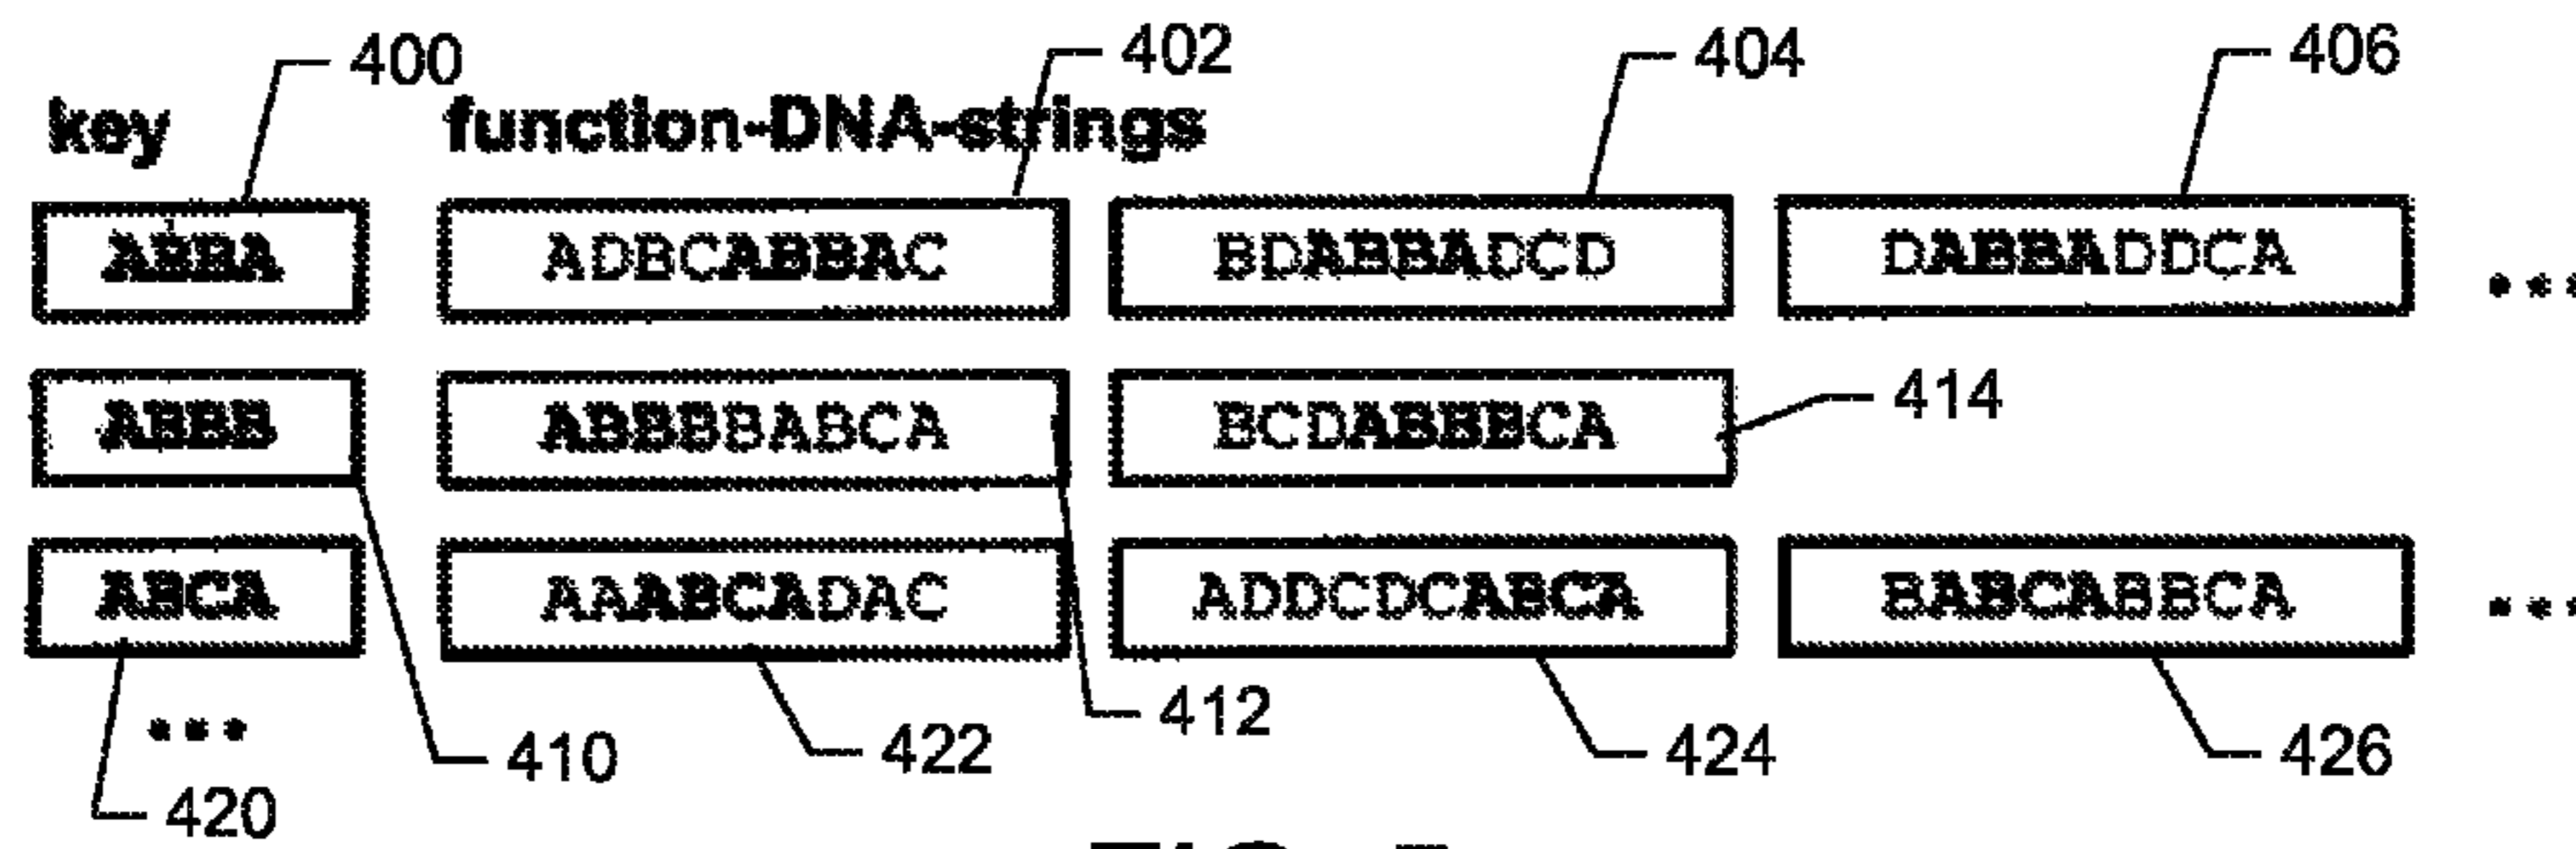 400 402 404 406
key function-DNA-strings
ABBA ADBCABBAC BDABBADCD DABBADDCA ...
ABBB ABBBBABCA BCDABBBCA 414
ABCA AAABCADAC ADDCDCABCA BABCABBCA ...
...
410 412 422 424 426
420